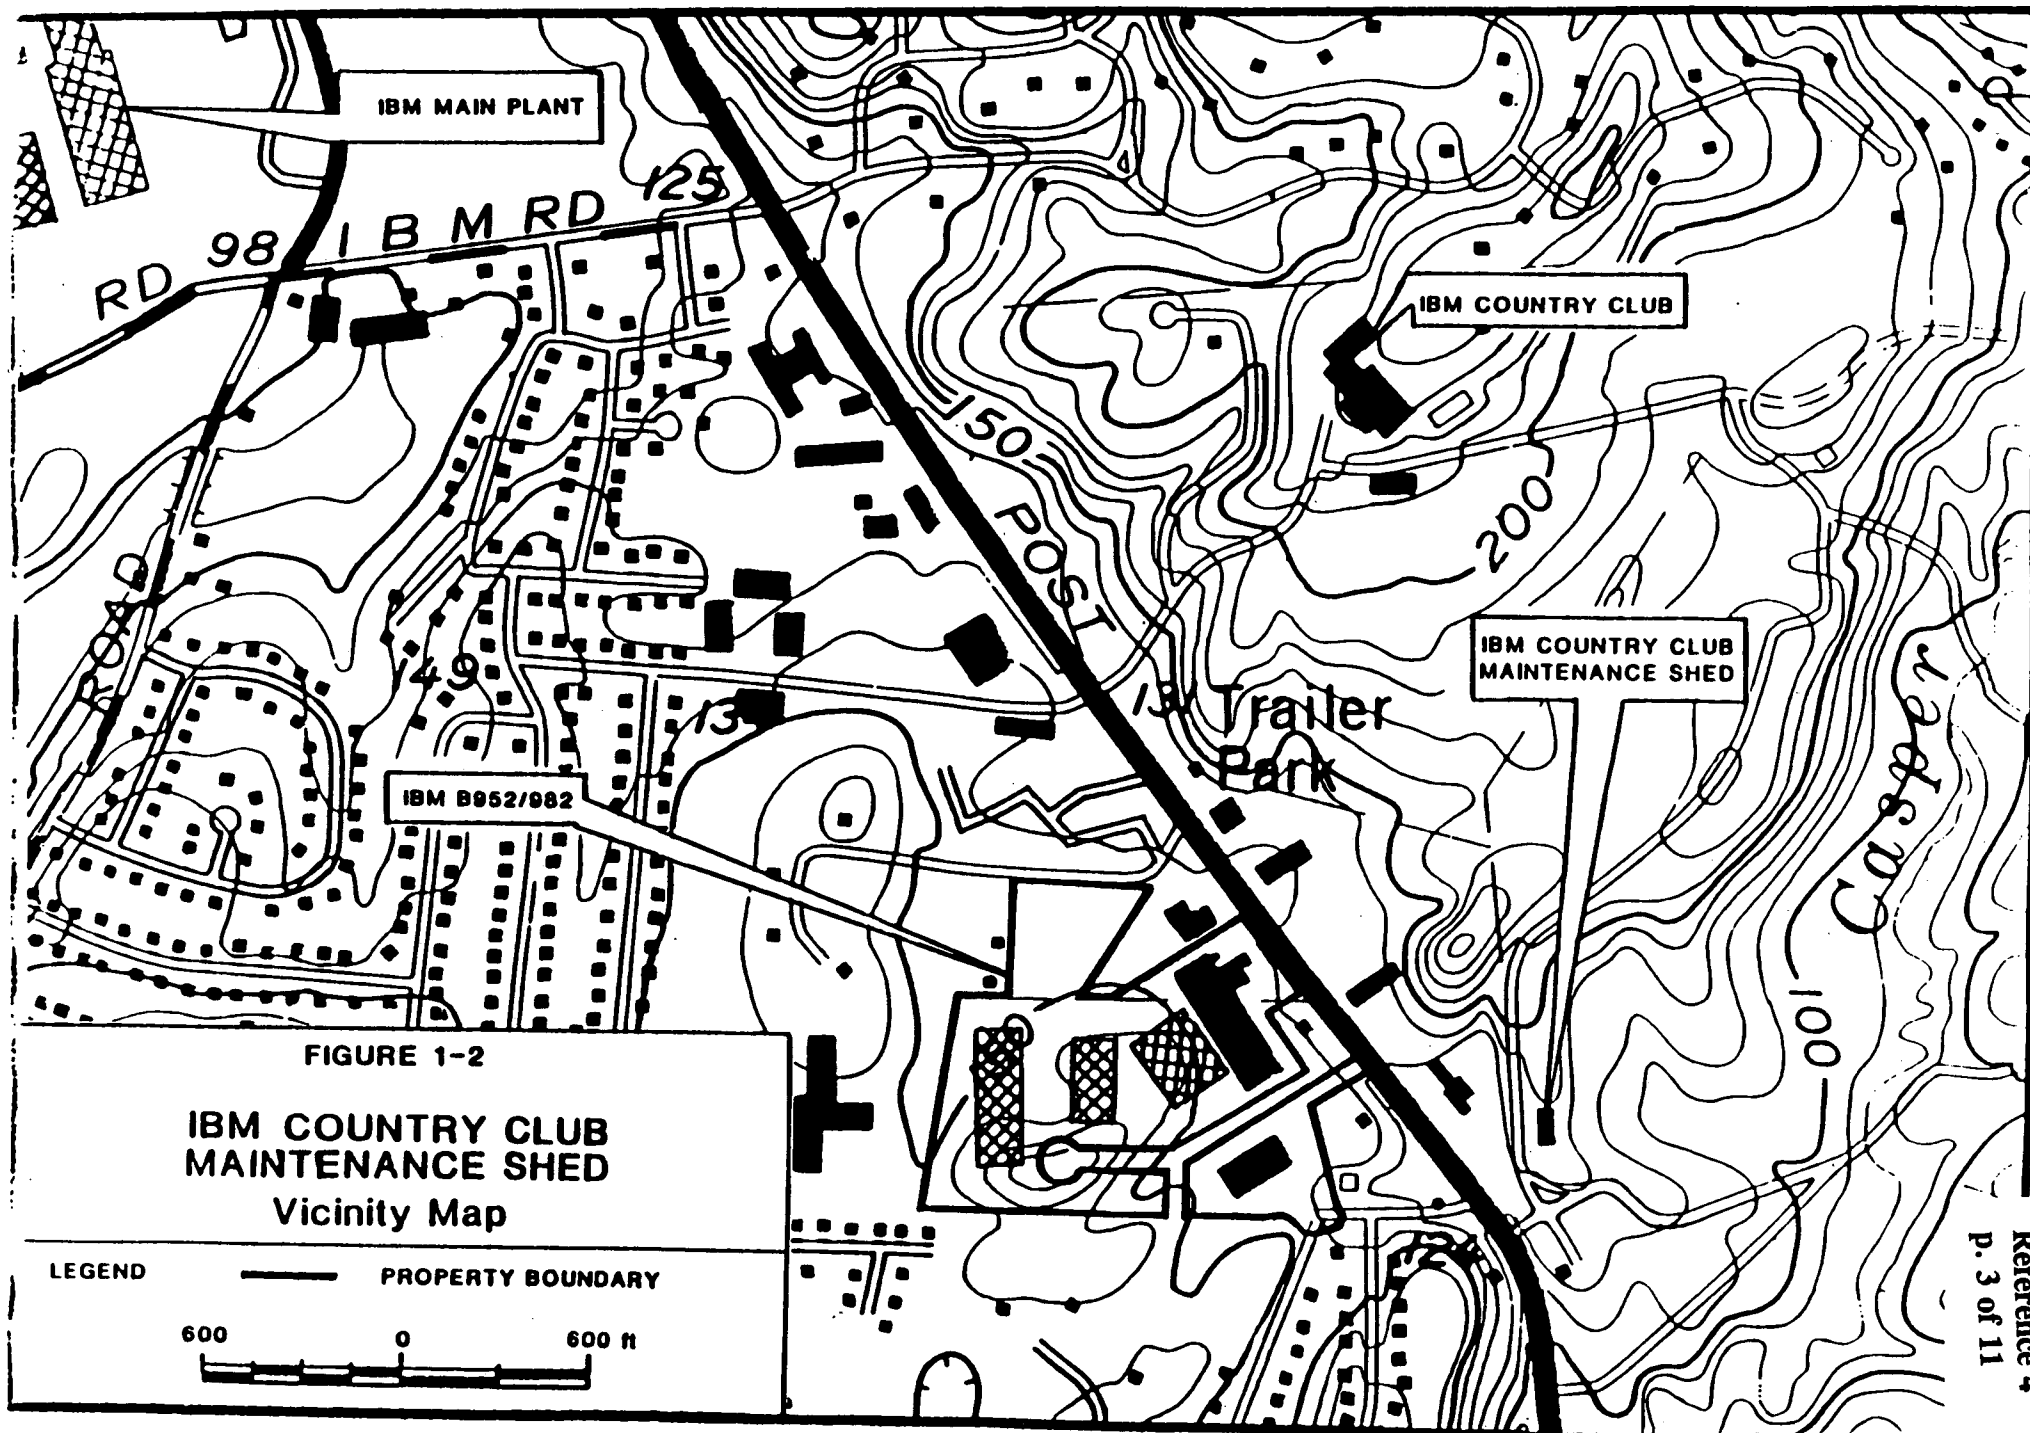 IBM MAIN PLANT
125
RD 98 I B M RD
IBM COUNTRY CLUB
150
POST
200
ROAD
149
IBM COUNTRY CLUB
MAINTENANCE SHED
Trailer
Park
Casper
IBM B952/982
100
FIGURE 1-2
IBM COUNTRY CLUB
MAINTENANCE SHED
Vicinity Map
LEGEND
PROPERTY BOUNDARY
600 0 600 ft
Reference 4
p. 3 of 11